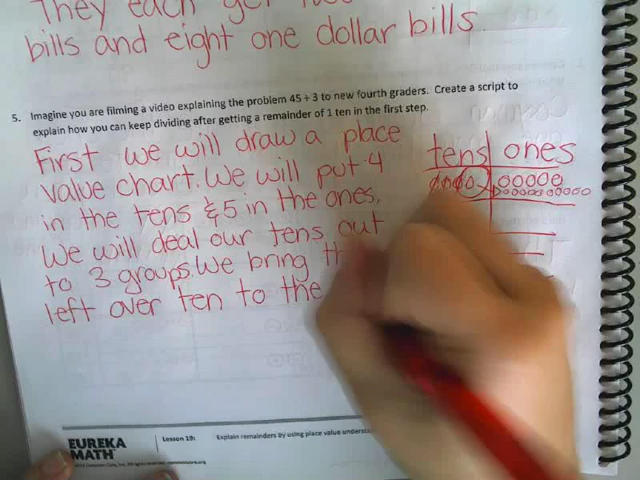 They each get
bills and eight one dollar bills.
5. Imagine you are filming a video explaining the problem 45 ÷ 3 to new fourth graders. Create a script to
explain how you can keep dividing after getting a remainder of 1 ten in the first step.
First we will draw a place
value chart. We will put 4
in the tens & 5 in the ones.
We will deal our tens out
to 3 groups. We bring
left over ten to the
tens ones
EUREKA
MATH
Lesson 19: Explain remainders by using place value